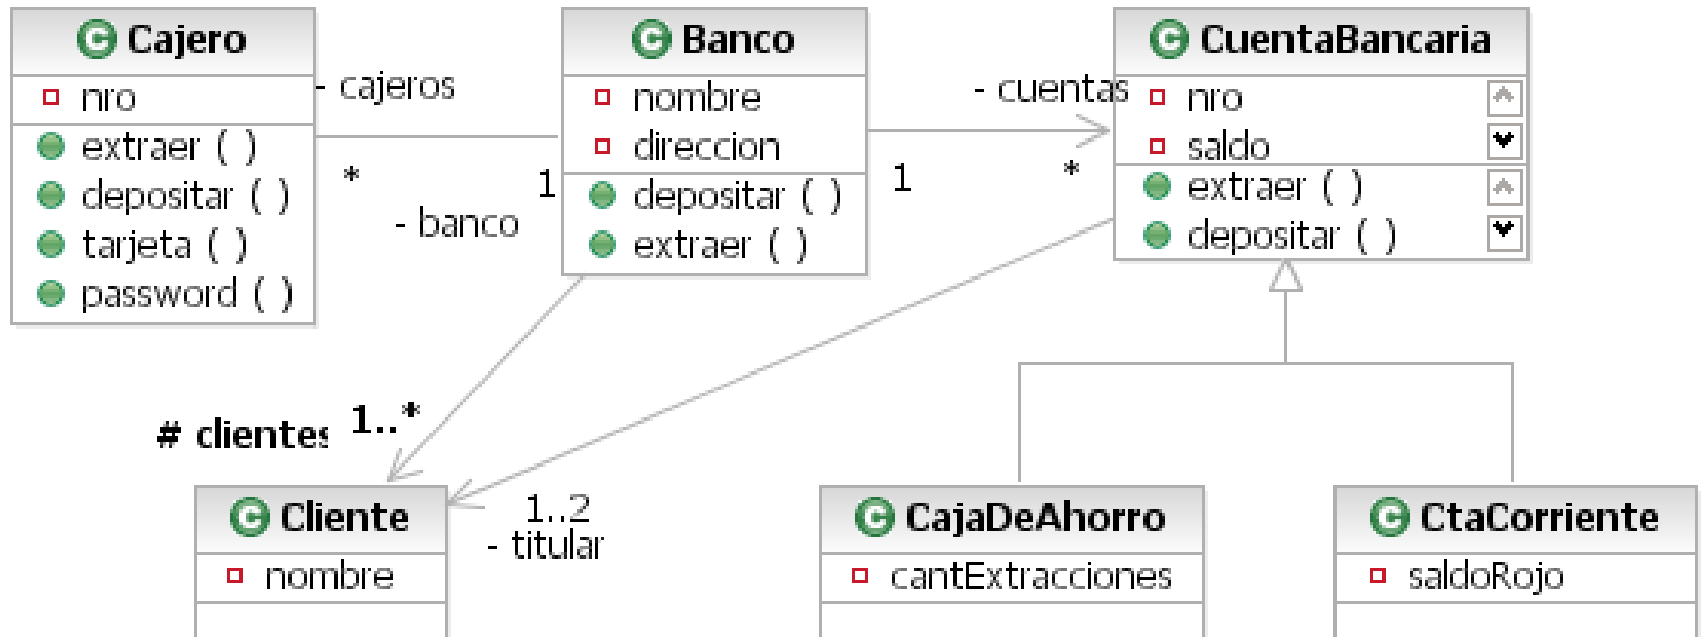 C Cajero
nro
extraer ( )
depositar ( )
tarjeta ( )
password ( )
- cajeros
*
1
- banco
C Banco
nombre
direccion
depositar ( )
extraer ( )
- cuentas
1
*
C CuentaBancaria
nro
saldo
extraer ( )
depositar ( )
# clientes
1..*
C Cliente
nombre
1..2
- titular
C CajaDeAhorro
cantExtracciones
C CtaCorriente
saldoRojo